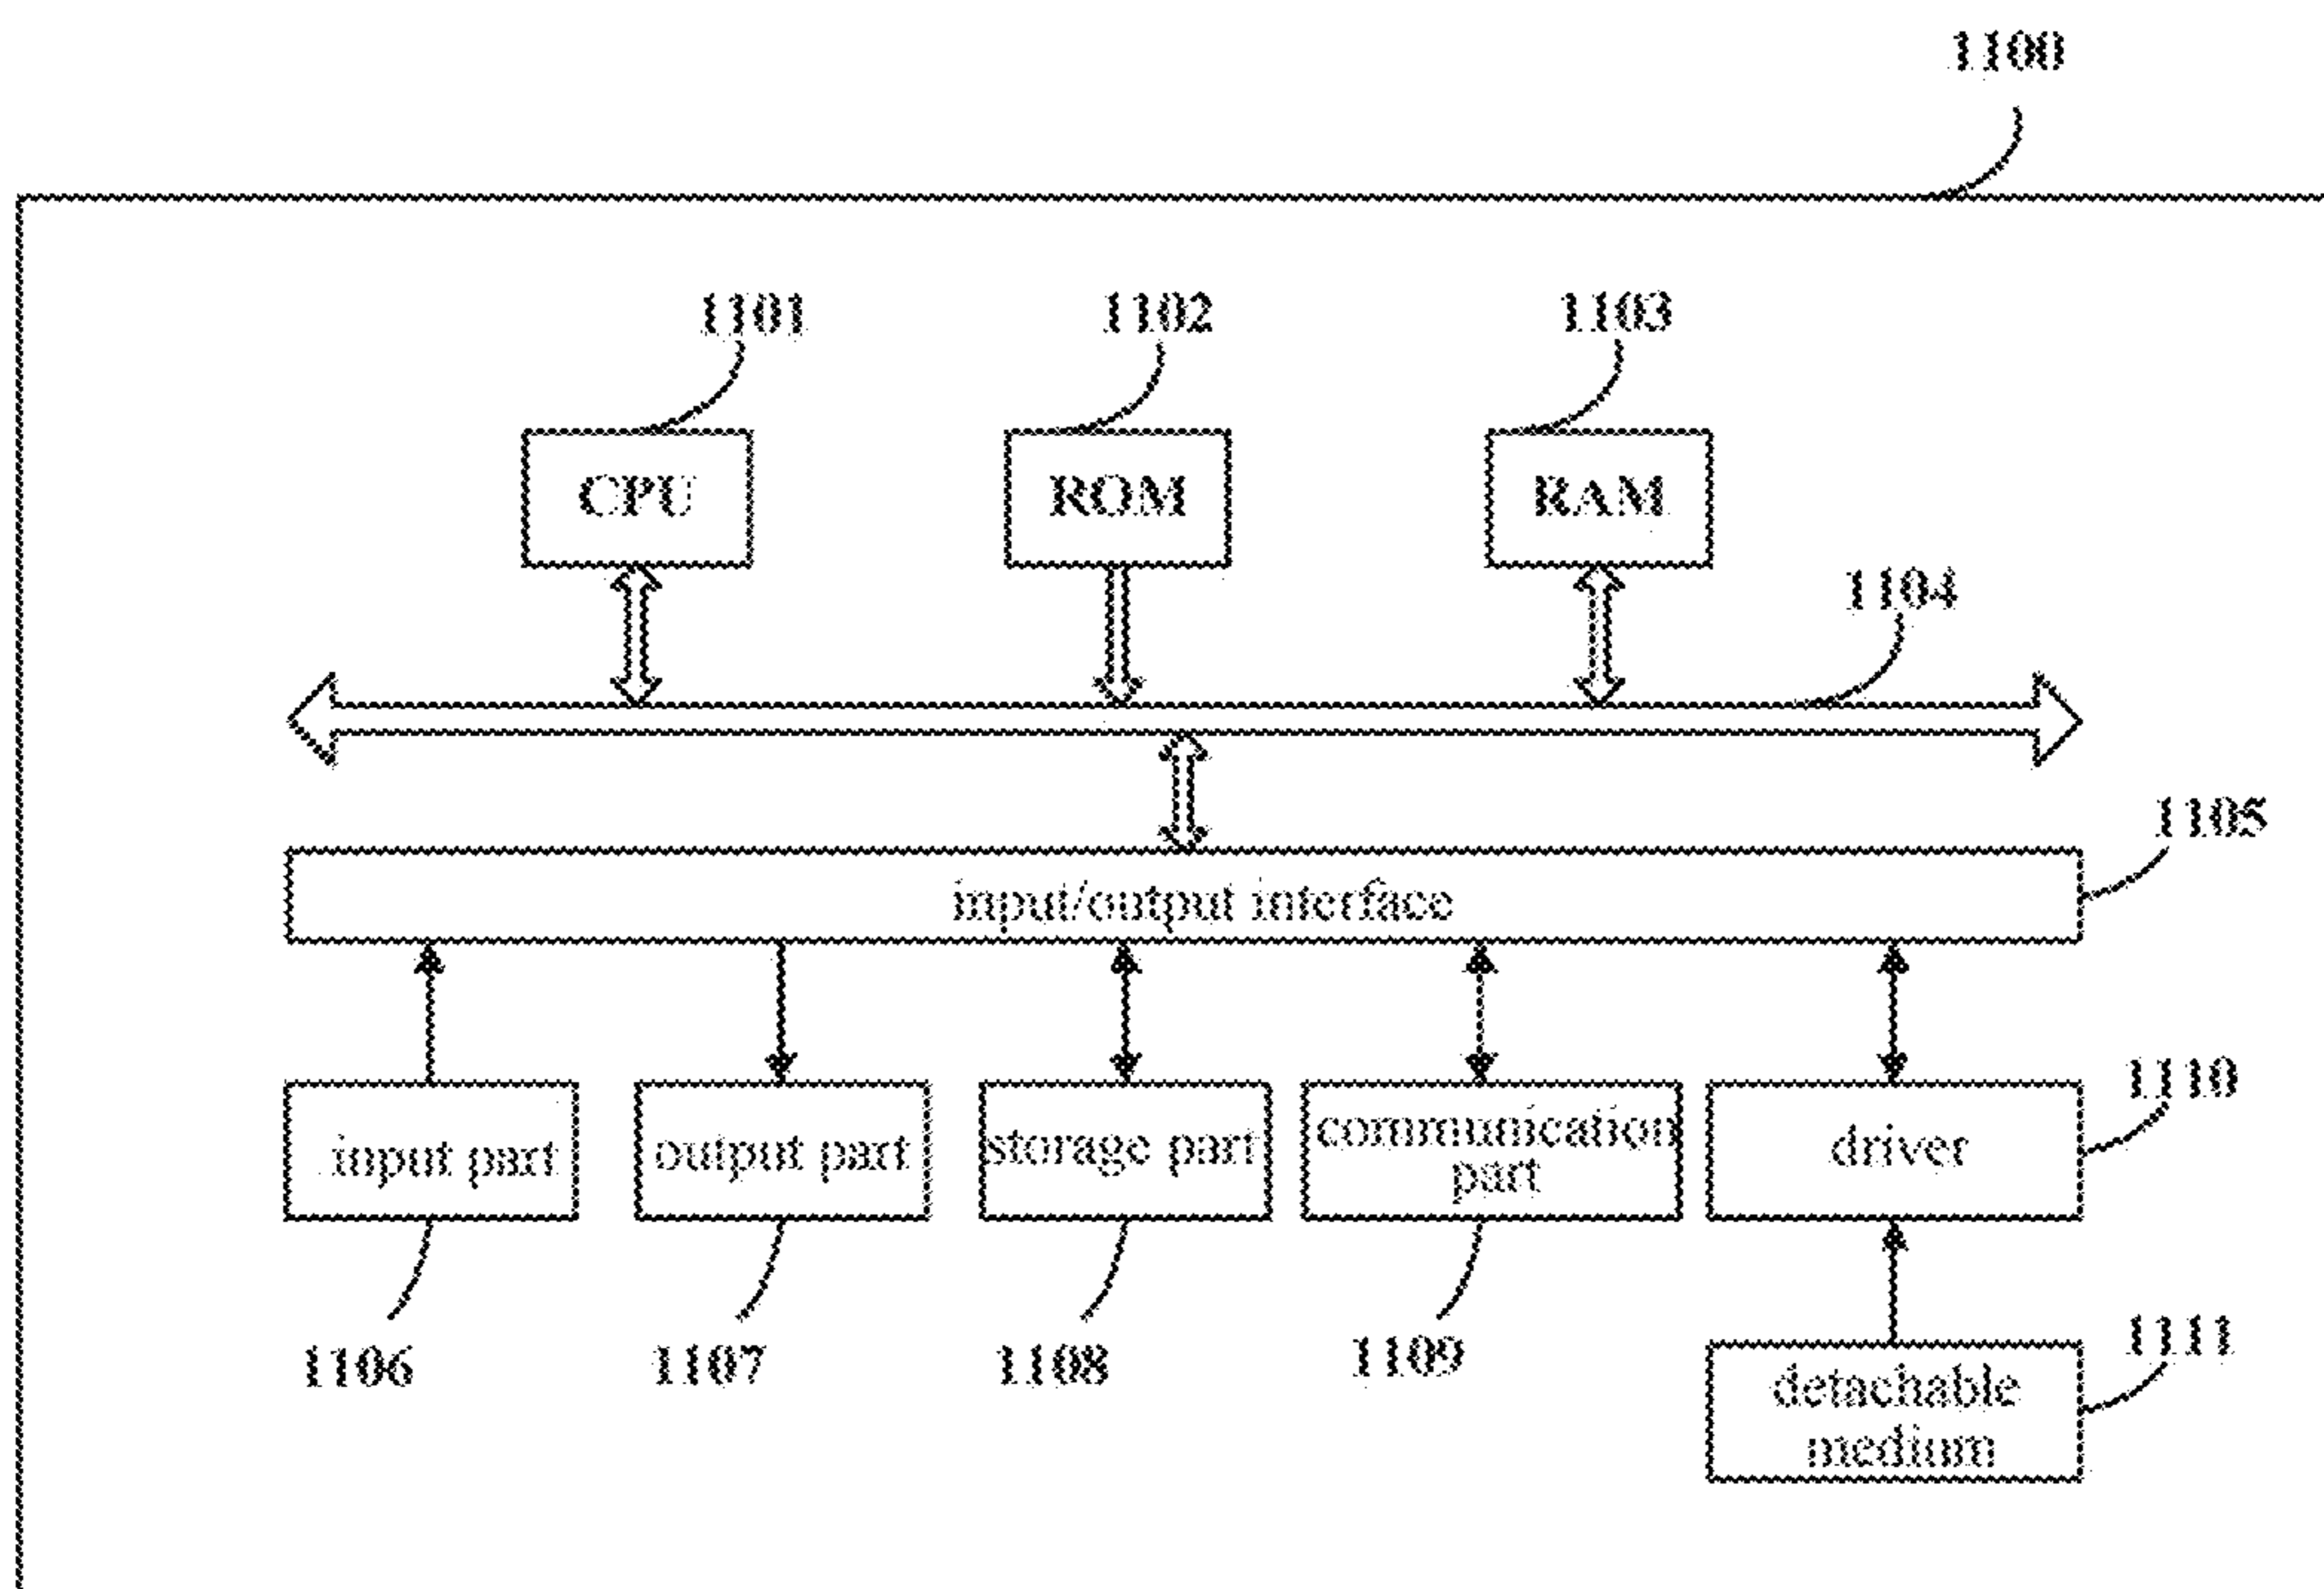 1100
1101
1102
1103
CPU
ROM
RAM
1104
1105
input/output interface
input part
output part
storage part
communication
part
driver
1110
1106
1107
1108
1109
1111
detachable
medium